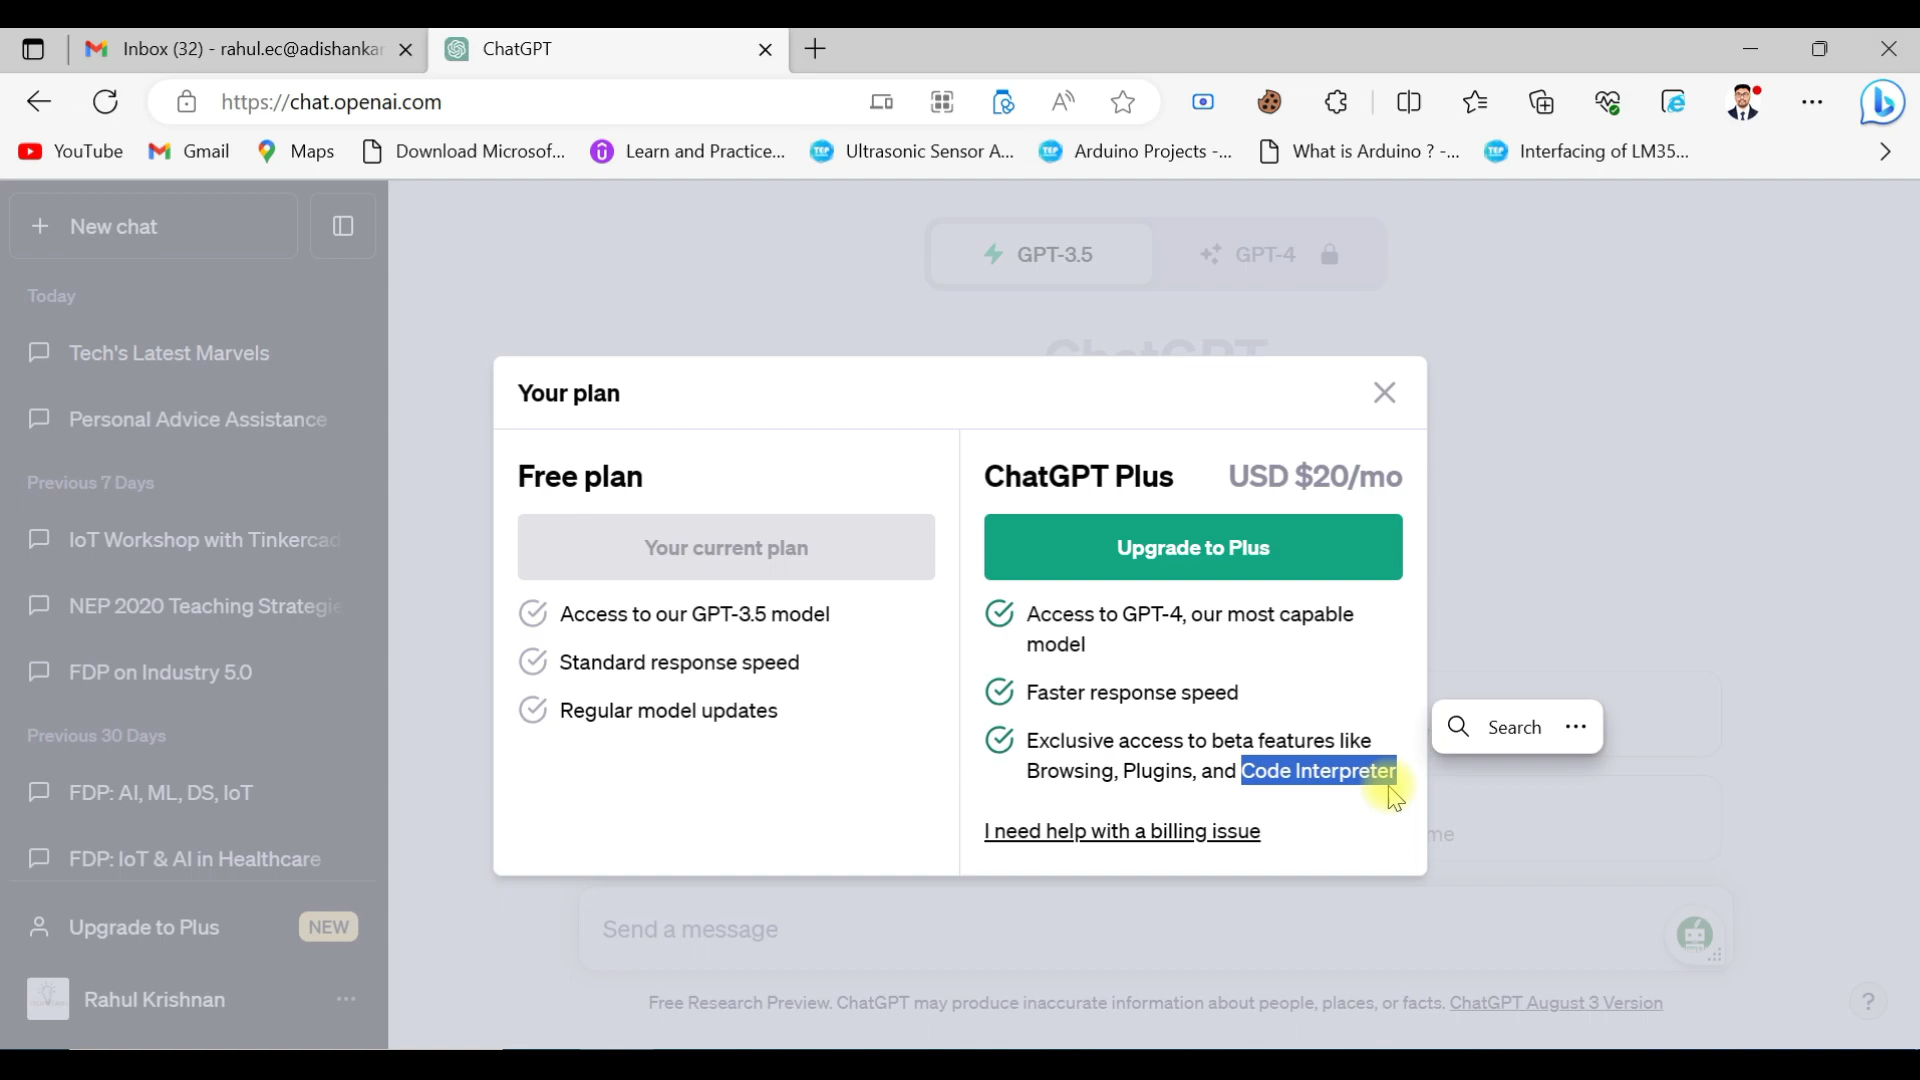 Inbox (32) - rahul.ec@adishankar
ChatGPT
https://chat.openai.com
YouTube
Gmail
Maps
Download Microsof...
Learn and Practice...
Ultrasonic Sensor A...
Arduino Projects -...
What is Arduino ? -...
Interfacing of LM35...
New chat
GPT-3.5
GPT-4
Today
Tech's Latest Marvels
Personal Advice Assistance
Previous 7 Days
IoT Workshop with Tinkercad
NEP 2020 Teaching Strategie
FDP on Industry 5.0
Previous 30 Days
FDP: AI, ML, DS, IoT
FDP: IoT & AI in Healthcare
Upgrade to Plus
NEW
Rahul Krishnan
ChatGPT
Your plan
Free plan
Your current plan
Access to our GPT-3.5 model
Standard response speed
Regular model updates
ChatGPT Plus
USD $20/mo
Upgrade to Plus
Access to GPT-4, our most capable
model
Faster response speed
Exclusive access to beta features like
Browsing, Plugins, and Code Interpreter
I need help with a billing issue
Search
me
Send a message
Free Research Preview. ChatGPT may produce inaccurate information about people, places, or facts. ChatGPT August 3 Version
?